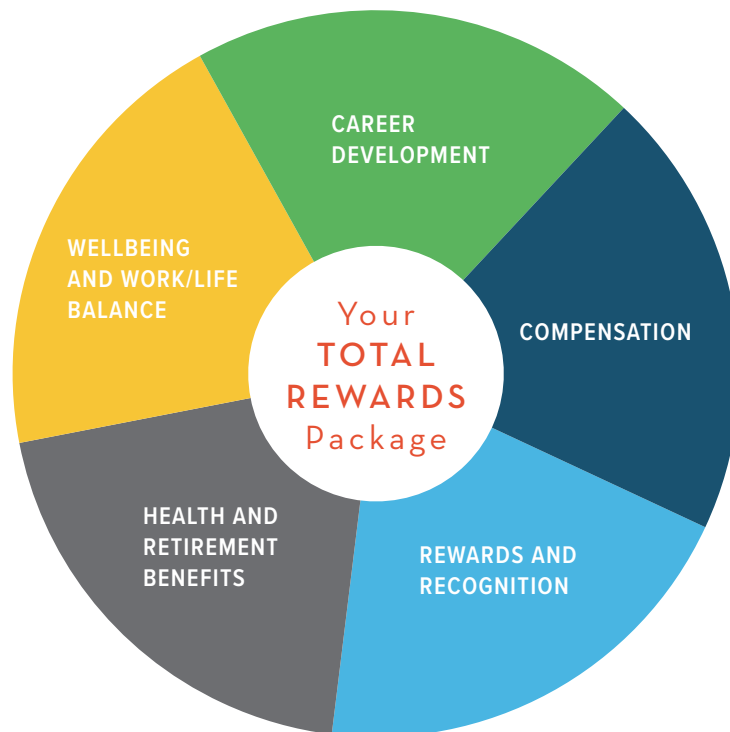 CAREER
DEVELOPMENT
WELLBEING
AND WORK/LIFE
BALANCE
Your
TOTAL
REWARDS
Package
COMPENSATION
HEALTH AND
RETIREMENT
BENEFITS
REWARDS AND
RECOGNITION